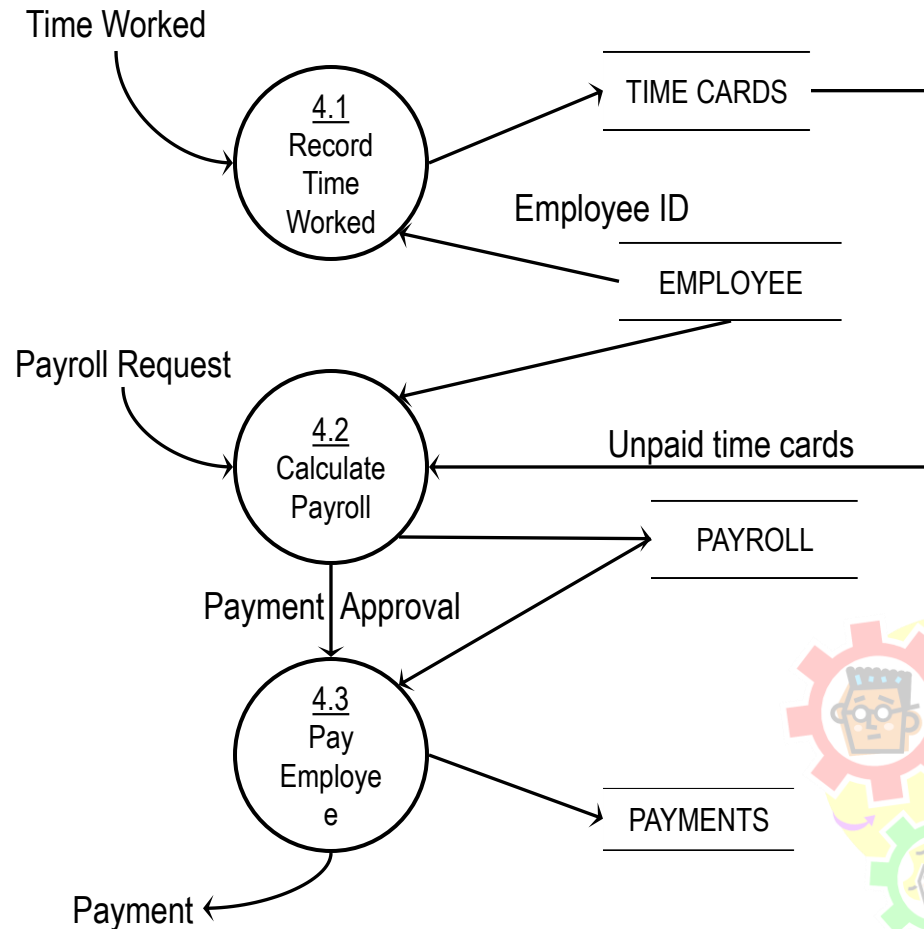 Time Worked
4.1
Record
Time
Worked
TIME CARDS
Employee ID
EMPLOYEE
Payroll Request
4.2
Calculate
Payroll
Unpaid time cards
PAYROLL
Payment Approval
4.3
Pay
Employe
e
PAYMENTS
Payment